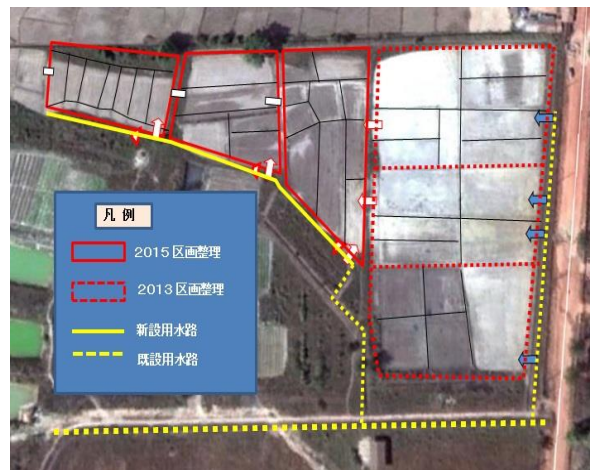 凡 例
2015 区画整理
2013 区画整理
新設用水路
既設用水路